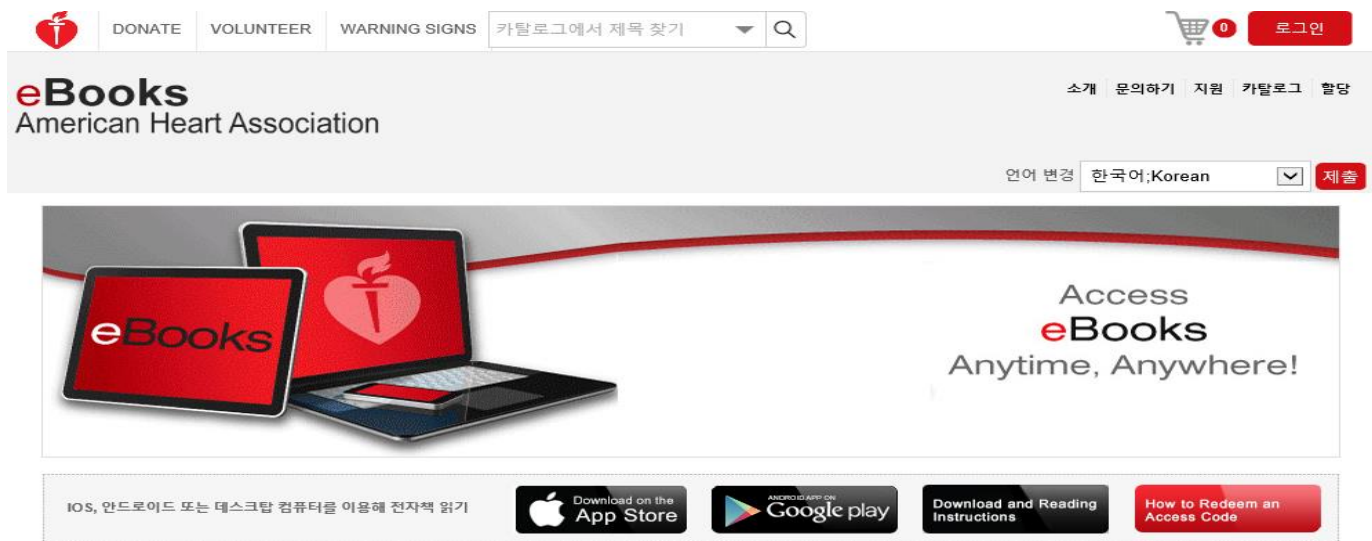 DONATE VOLUNTEER WARNING SIGNS 카탈로그에서 제목 찾기 0 로그인
eBooks
American Heart Association
소개 문의하기 지원 카탈로그 할당
언어 변경 한국어;Korean 제출
eBooks
Access
eBooks
Anytime, Anywhere!
IOS, 안드로이드 또는 데스크탑 컴퓨터를 이용해 전자책 읽기
Download on the
App Store
ANDROID APP ON
Google play
Download and Reading
Instructions
How to Redeem an
Access Code